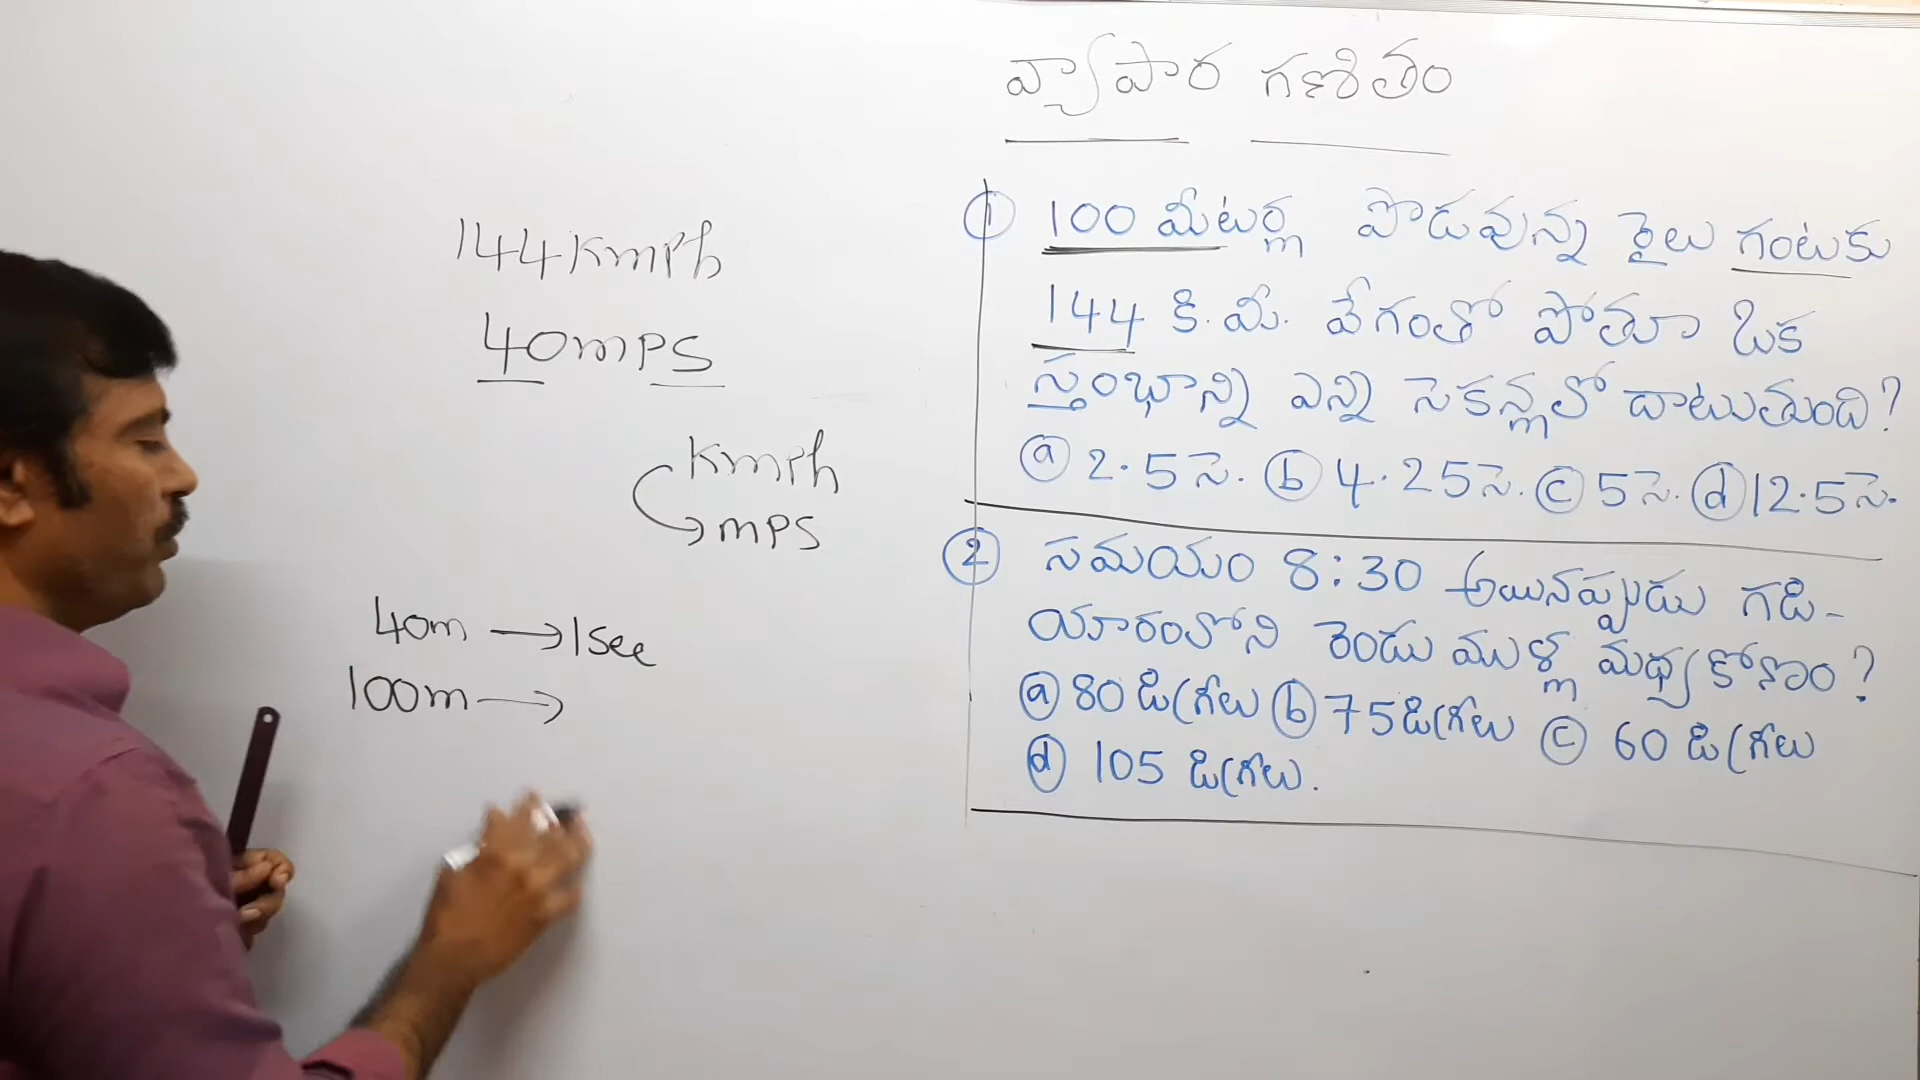 వ్యాపార గణితం
① 100 మీటర్ల పొడవున్న రైలు గంటకు
144 కి.మీ. వేగంతో పోతూ ఒక
స్తంభాన్ని ఎన్ని సెకన్లలో దాటుతుంది?
ⓐ 2.5 సె. ⓑ 4.25 సె. ⓒ 5 సె. ⓓ 12.5 సె.
② సమయం 8:30 అయినప్పుడు గడి-
యారంలోని రెండు ముళ్ల మధ్యకోణం?
ⓐ 80 డిగ్రీలు ⓑ 75 డిగ్రీలు ⓒ 60 డిగ్రీలు
ⓓ 105 డిగ్రీలు.
144 Kmph
40 mps
Kmph
→ mps
40m → 1 Sec
100m →